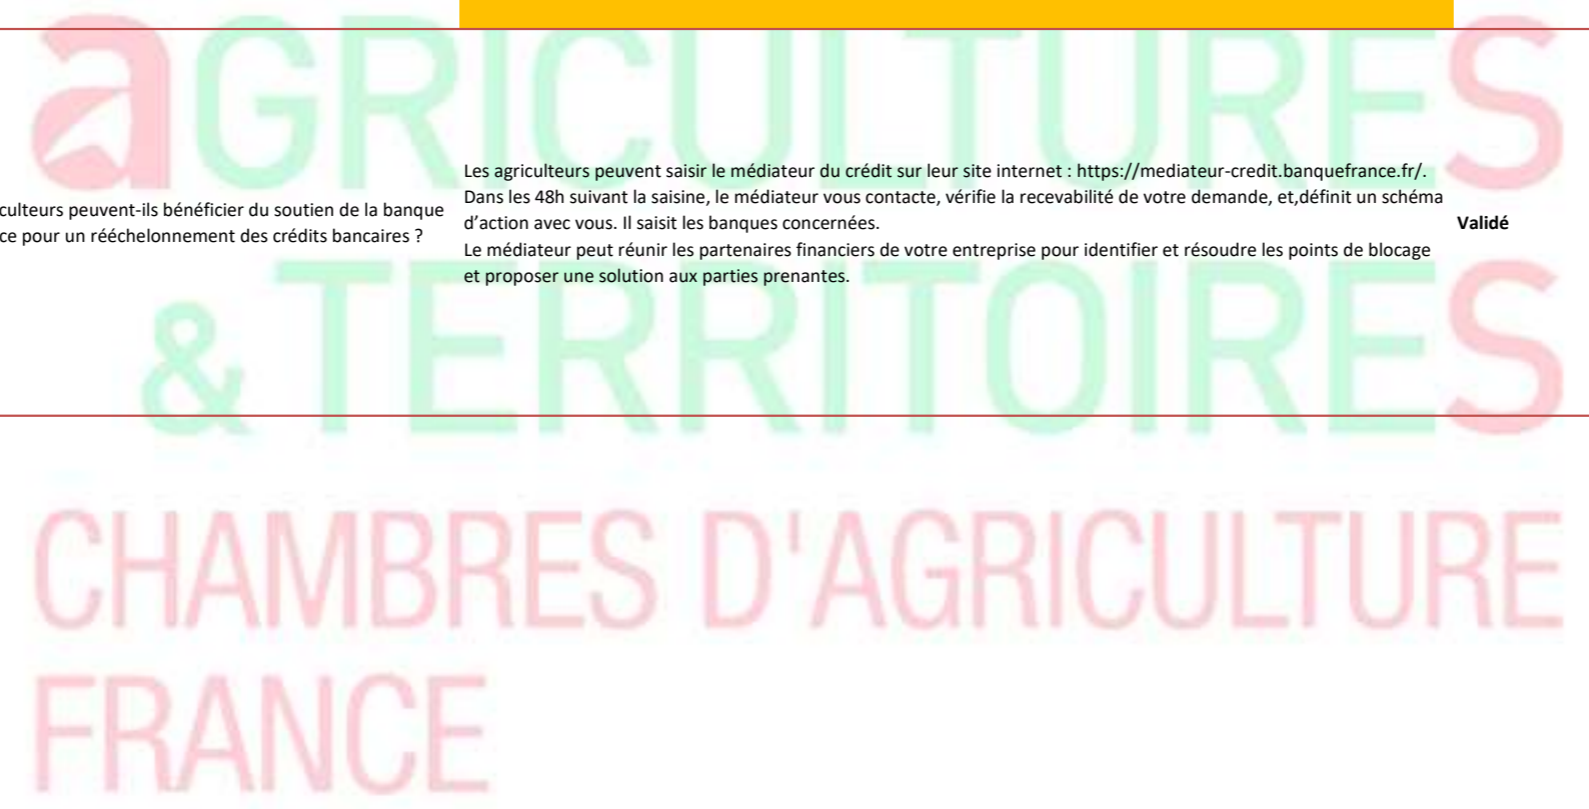 aGRICULTURES
& TERRITOIRES
CHAMBRES D'AGRICULTURE
FRANCE
culteurs peuvent-ils bénéficier du soutien de la banque
ce pour un rééchelonnement des crédits bancaires ?
Les agriculteurs peuvent saisir le médiateur du crédit sur leur site internet : https://mediateur-credit.banquefrance.fr/.
Dans les 48h suivant la saisine, le médiateur vous contacte, vérifie la recevabilité de votre demande, et,définit un schéma
d’action avec vous. Il saisit les banques concernées.
Le médiateur peut réunir les partenaires financiers de votre entreprise pour identifier et résoudre les points de blocage
et proposer une solution aux parties prenantes.
Validé